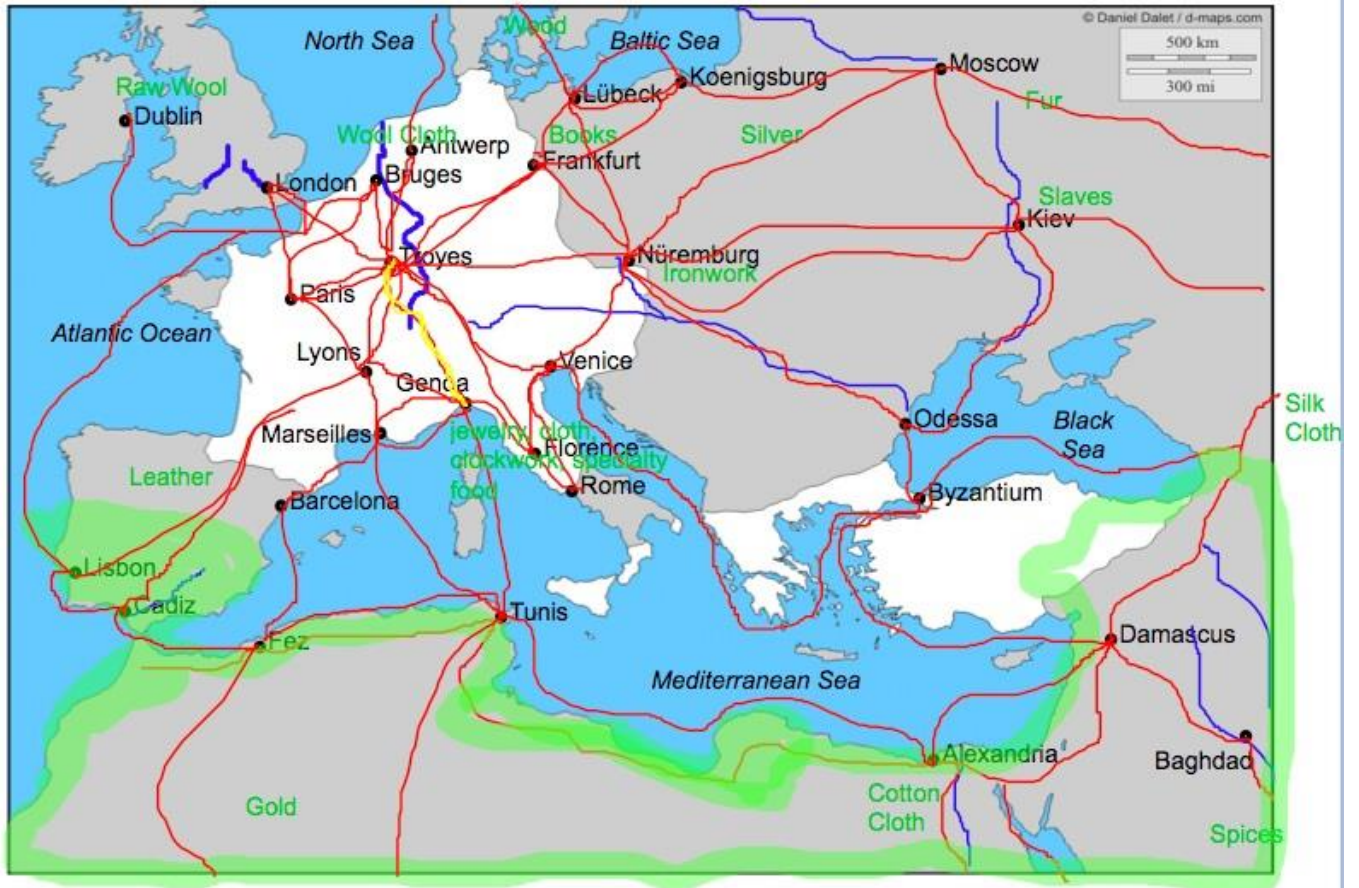 © Daniel Dalet / d-maps.com
500 km
300 mi
North Sea
Wood
Baltic Sea
Moscow
Koenigsburg
Lübeck
Raw Wool
Dublin
Fur
Wool Cloth
Antwerp
Books
Silver
Frankfurt
Bruges
London
Slaves
Kiev
Troyes
Nüremburg
Ironwork
Paris
Atlantic Ocean
Lyons
Venice
Genoa
Odessa
Black
Sea
Silk
Cloth
Marseilles
jewelry, cloth,
clockwork, specialty
food
Florence
Leather
Rome
Barcelona
Byzantium
Lisbon
Cadiz
Tunis
Fez
Damascus
Mediterranean Sea
Alexandria
Baghdad
Gold
Cotton
Cloth
Spices